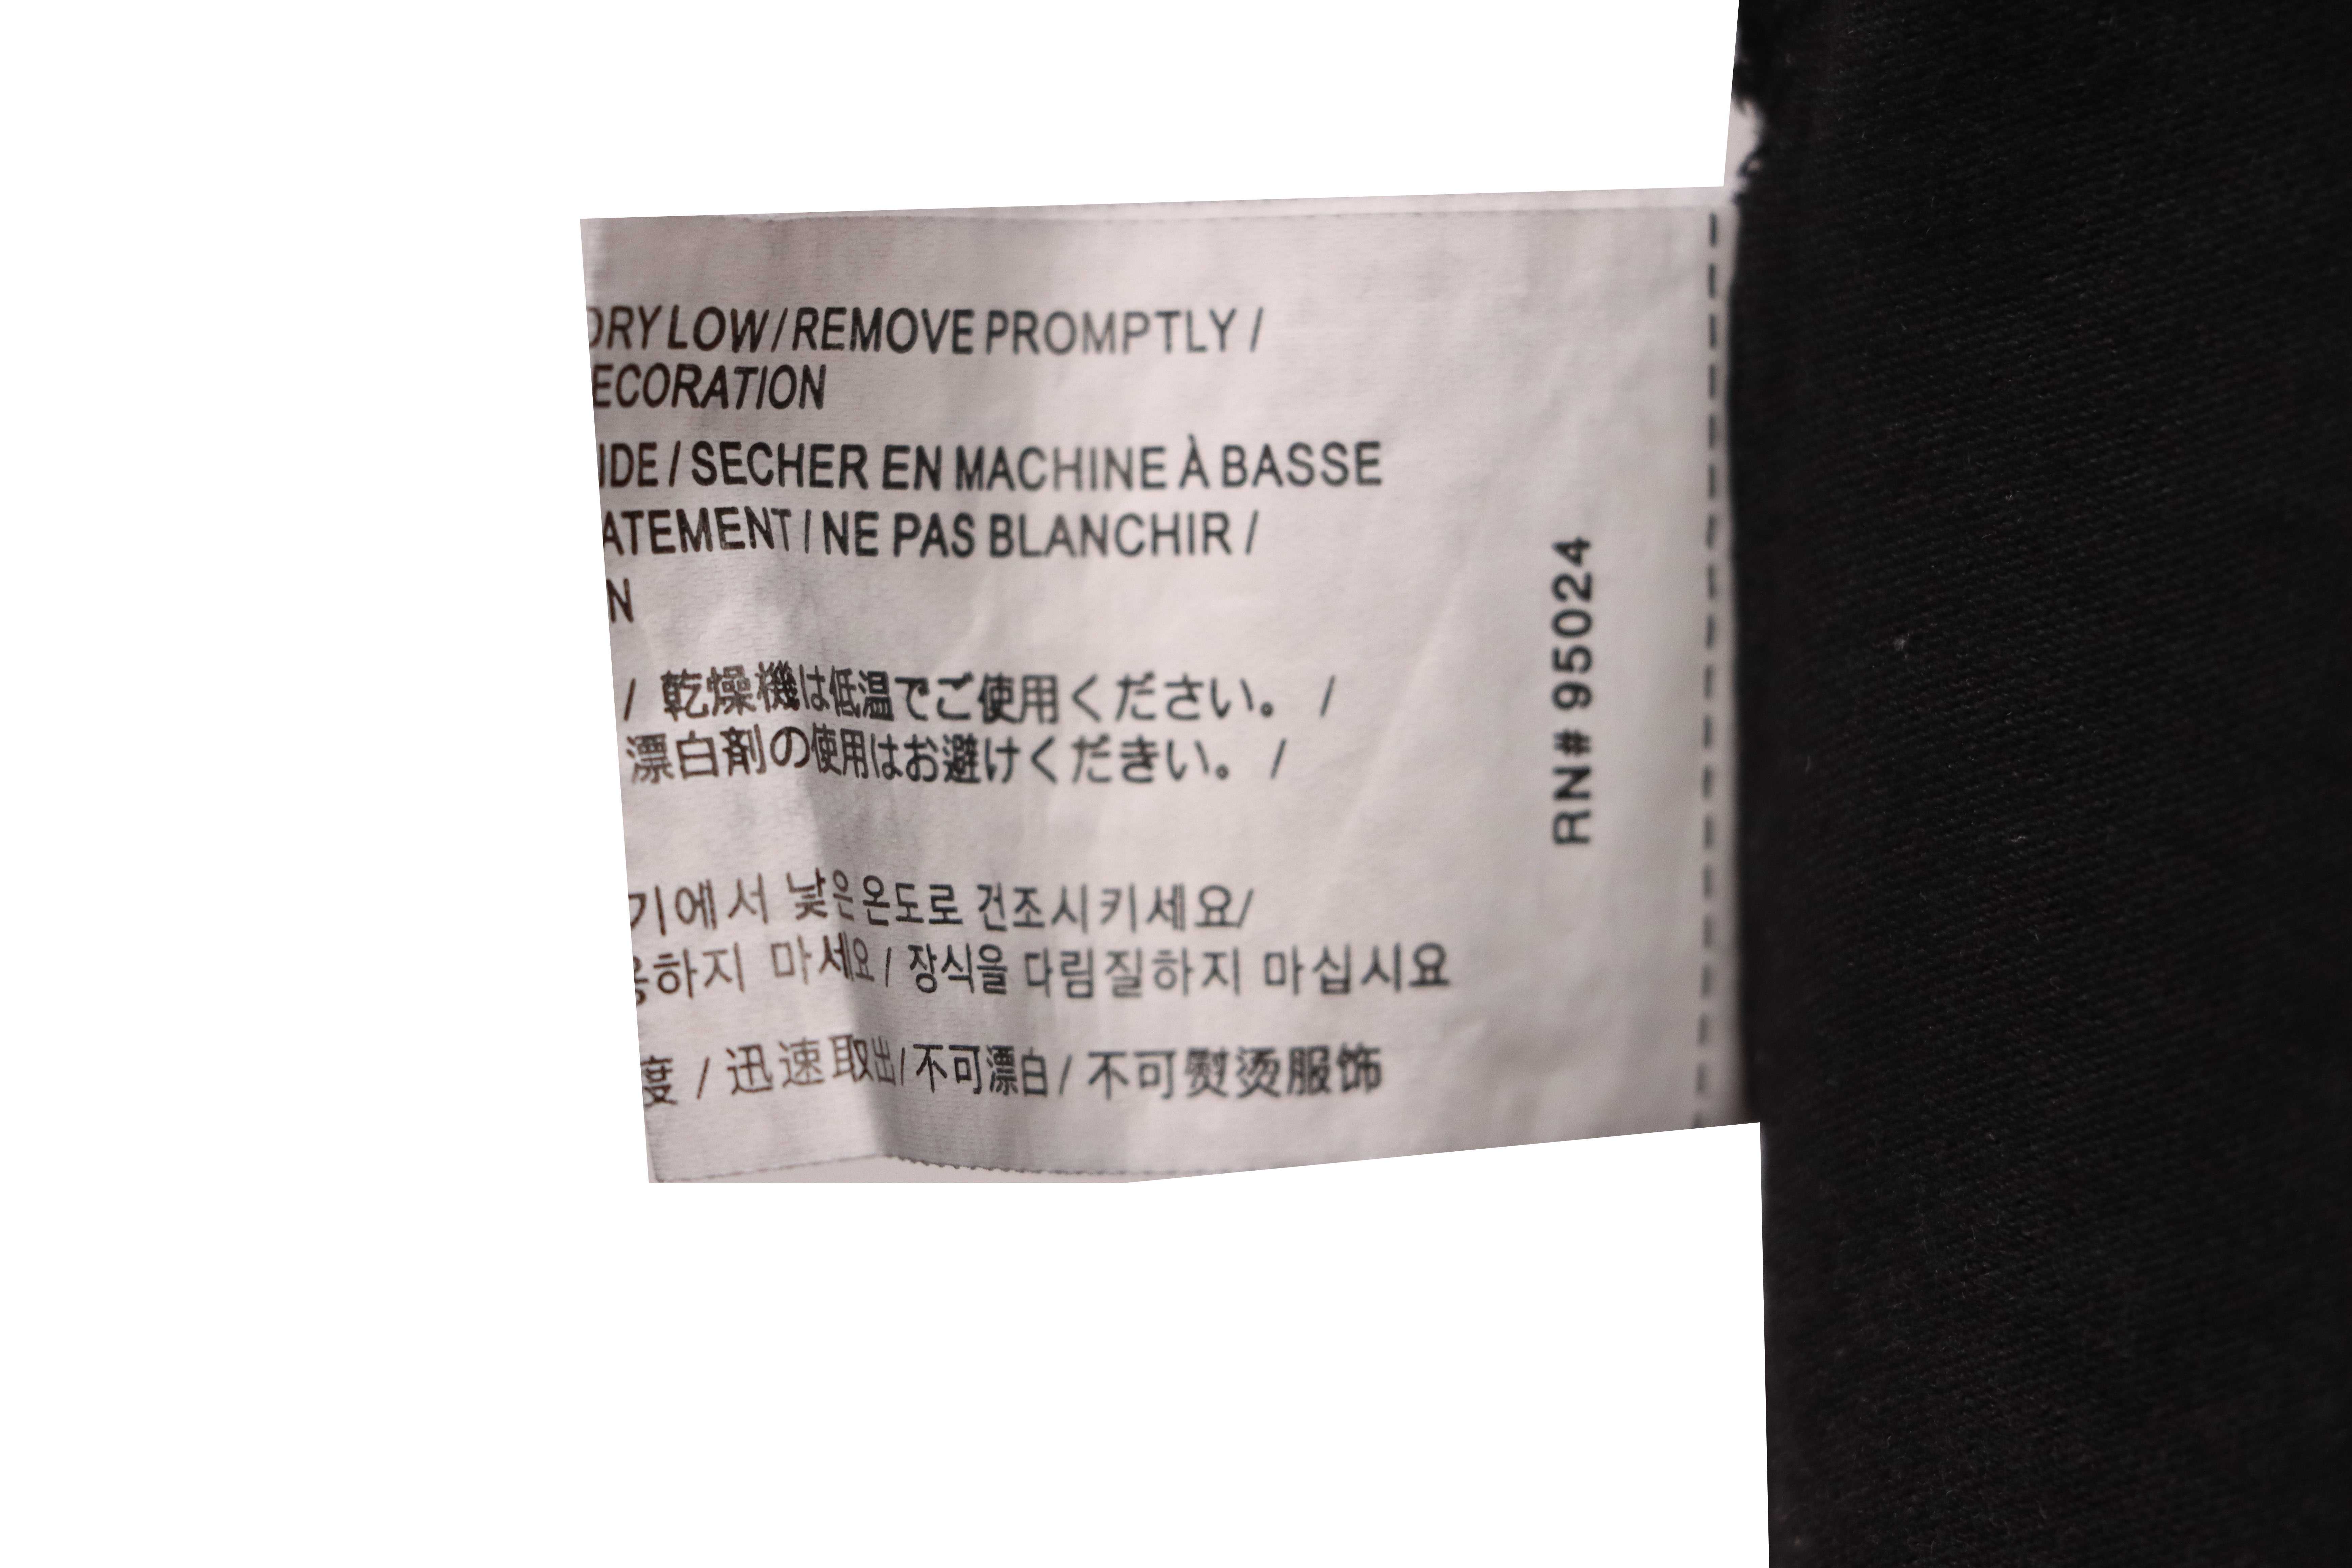 DRY LOW / REMOVE PROMPTLY /
ECORATION
IDE / SECHER EN MACHINE À BASSE
ATEMENT / NE PAS BLANCHIR /
N
/ 乾燥機は低温でご使用ください。 /
漂白剤の使用はお避けくだきい。 /
기에서 낮은온도로 건조시키세요/
하지 마세요 / 장식을 다림질하지 마십시요
度 / 迅速取出/不可漂白/ 不可熨烫服饰
RN# 95024